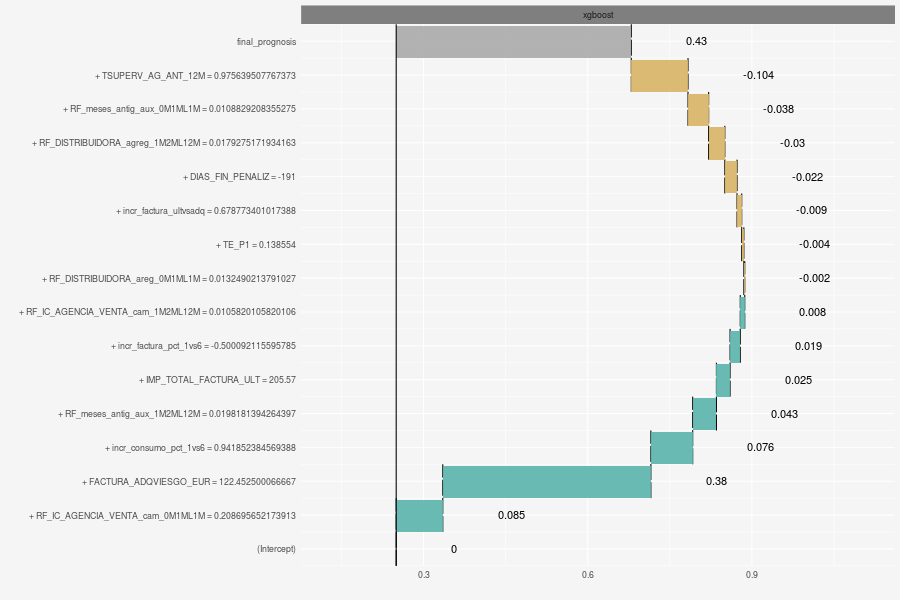 xgboost
final_prognosis
0.43
+ TSUPERV_AG_ANT_12M = 0.975639507767373
-0.104
+ RF_meses_antig_aux_0M1ML1M = 0.0108829208355275
-0.038
+ RF_DISTRIBUIDORA_agreg_1M2ML12M = 0.0179275171934163
-0.03
+ DIAS_FIN_PENALIZ = -191
-0.022
+ incr_factura_ultvsadq = 0.678773401017388
-0.009
+ TE_P1 = 0.138554
-0.004
+ RF_DISTRIBUIDORA_areg_0M1ML1M = 0.0132490213791027
-0.002
+ RF_IC_AGENCIA_VENTA_cam_1M2ML12M = 0.0105820105820106
0.008
+ incr_factura_pct_1vs6 = -0.500092115595785
0.019
+ IMP_TOTAL_FACTURA_ULT = 205.57
0.025
+ RF_meses_antig_aux_1M2ML12M = 0.0198181394264397
0.043
+ incr_consumo_pct_1vs6 = 0.941852384569388
0.076
+ FACTURA_ADQVIESGO_EUR = 122.452500066667
0.38
+ RF_IC_AGENCIA_VENTA_cam_0M1ML1M = 0.208695652173913
0.085
(Intercept)
0
0.3
0.6
0.9